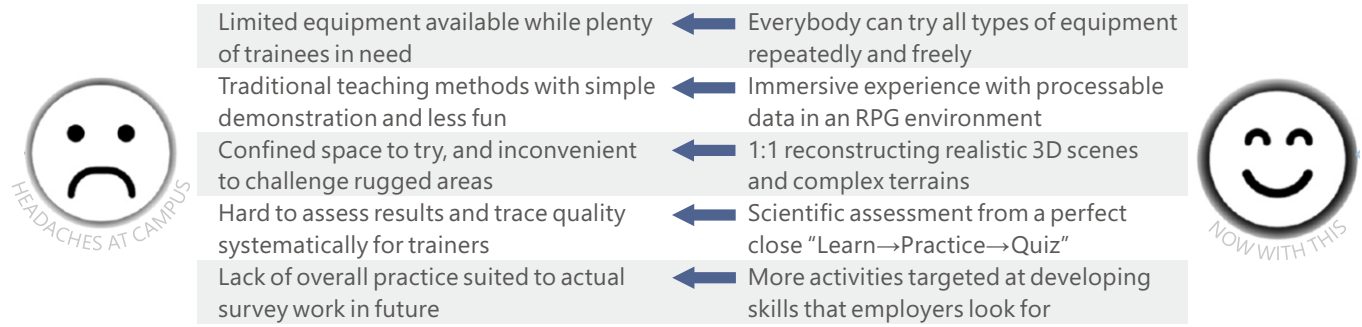 Limited equipment available while plenty
of trainees in need
Everybody can try all types of equipment
repeatedly and freely
Traditional teaching methods with simple
demonstration and less fun
Immersive experience with processable
data in an RPG environment
Confined space to try, and inconvenient
to challenge rugged areas
1:1 reconstructing realistic 3D scenes
and complex terrains
Hard to assess results and trace quality
systematically for trainers
Scientific assessment from a perfect
close “Learn→Practice→Quiz”
Lack of overall practice suited to actual
survey work in future
More activities targeted at developing
skills that employers look for
HEADACHES AT CAMPUS
NOW WITH THIS